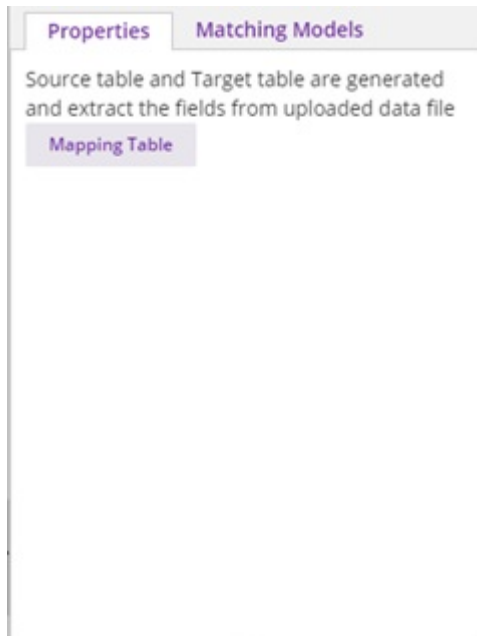 Properties Matching Models
Source table and Target table are generated
and extract the fields from uploaded data file
Mapping Table